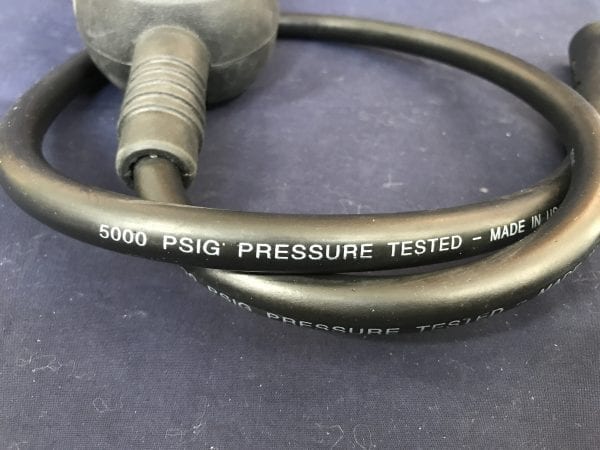 5000 PSIG PRESSURE TESTED - MADE IN
PSIG PRESSURE TESTED -